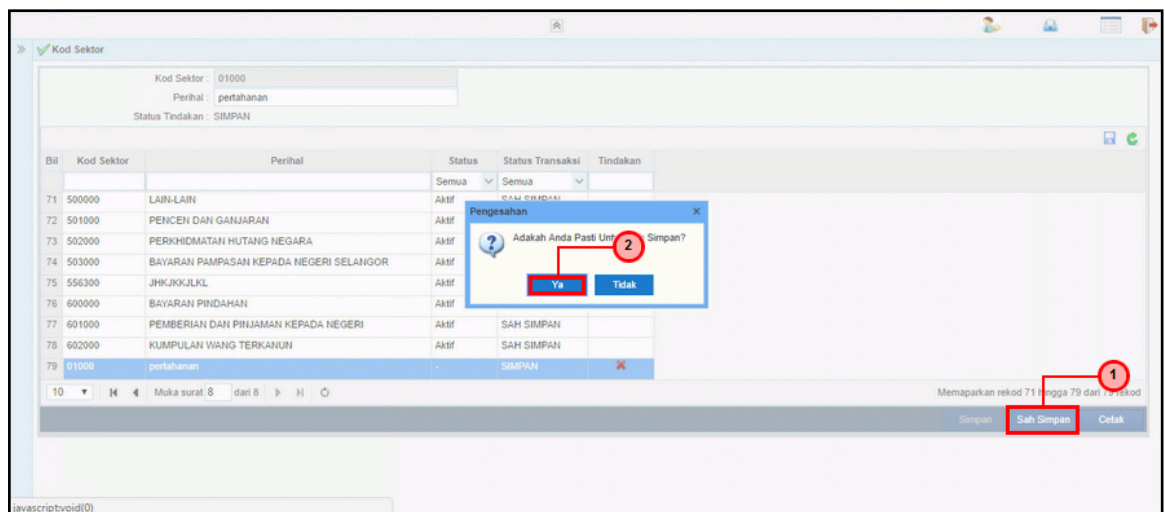 Kod Sektor
Kod Sektor : 01000
Perihal : pertahanan
Status Tindakan : SIMPAN
Bil Kod Sektor Perihal Status Status Transaksi Tindakan
Semua Semua
71 500000 LAIN-LAIN Aktif SAH SIMPAN
72 501000 PENCEN DAN GANJARAN Aktif
73 502000 PERKHIDMATAN HUTANG NEGARA Aktif
74 503000 BAYARAN PAMPASAN KEPADA NEGERI SELANGOR Aktif
75 556300 JHKJKKJLKL Aktif
76 600000 BAYARAN PINDAHAN Aktif
77 601000 PEMBERIAN DAN PINJAMAN KEPADA NEGERI Aktif SAH SIMPAN
78 602000 KUMPULAN WANG TERKANUN Aktif SAH SIMPAN
79 01000 pertahanan - SIMPAN
Pengesahan
Adakah Anda Pasti Simpan?
2
Ya Tidak
1
10 Muka surat 8 dari 8
Memaparkan rekod 71 hingga 79 dari 79 rekod
Simpan Sah Simpan Cetak
javascript:void(0)